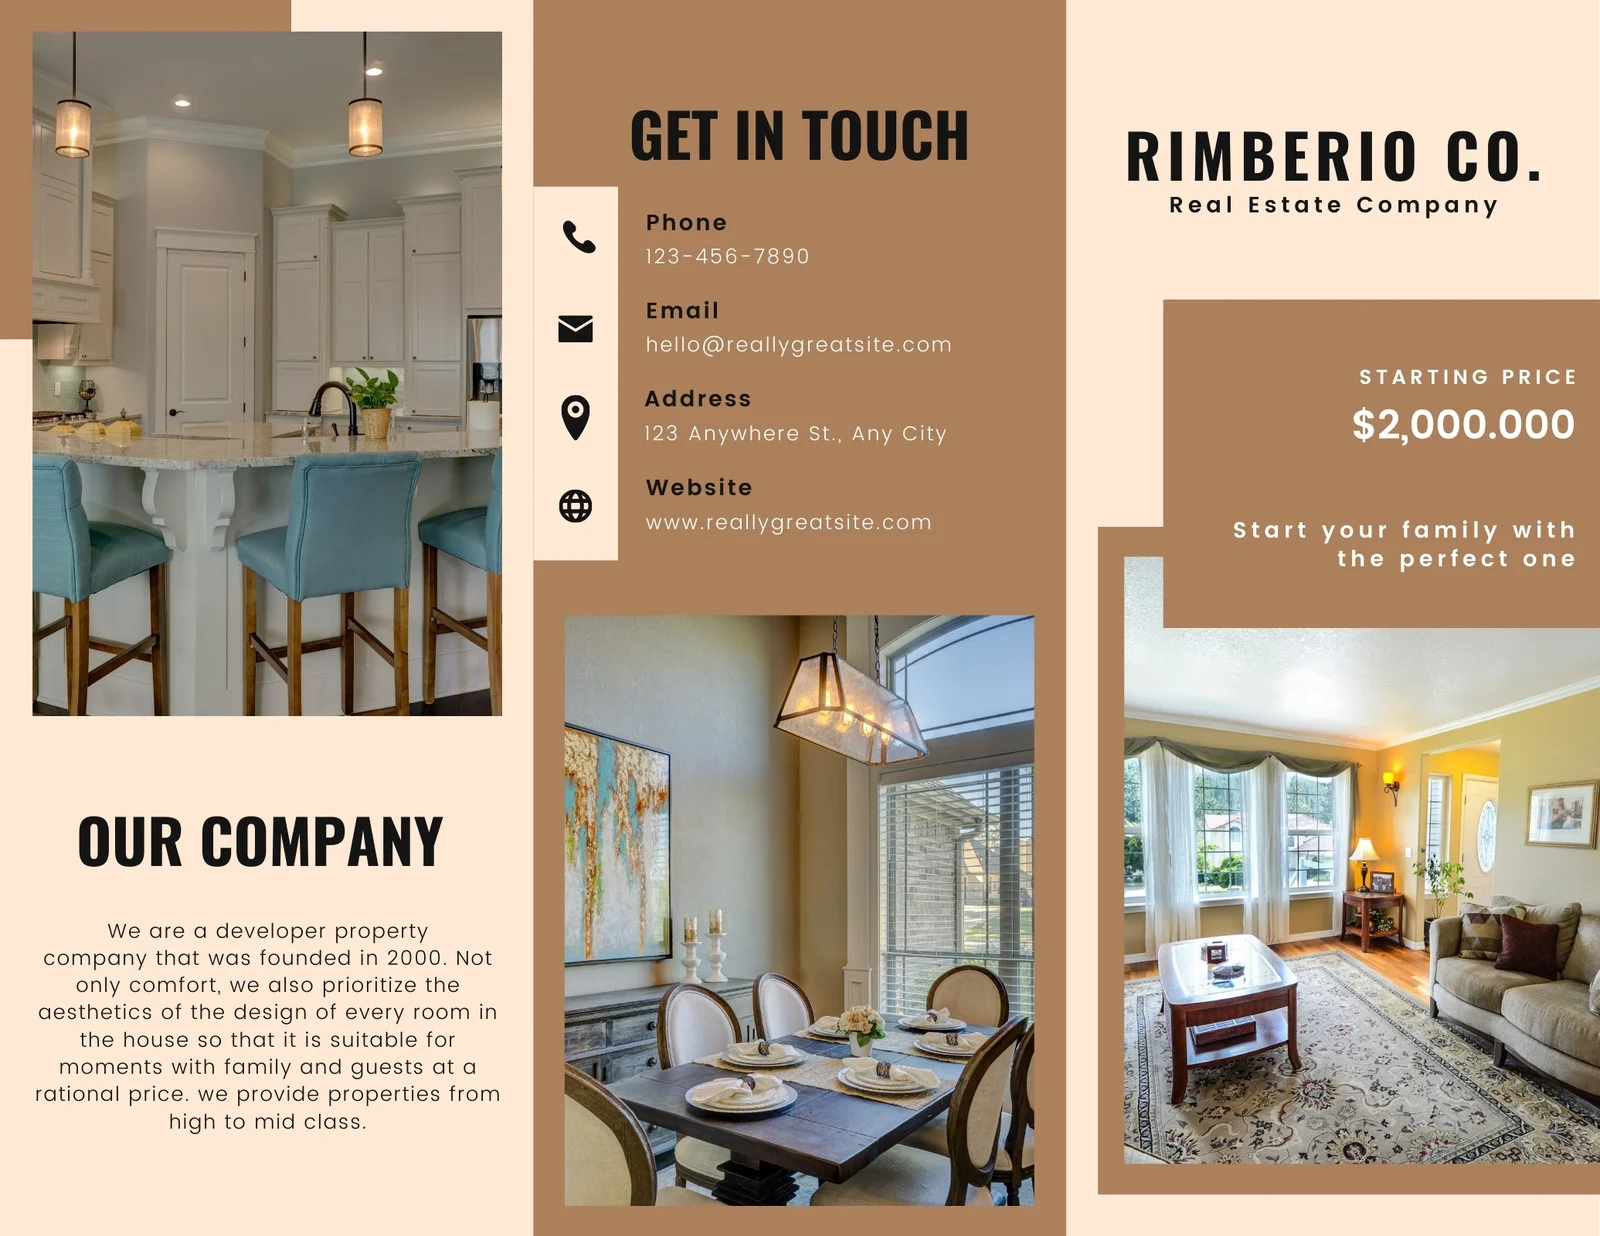 OUR COMPANY
We are a developer property
company that was founded in 2000. Not
only comfort, we also prioritize the
aesthetics of the design of every room in
the house so that it is suitable for
moments with family and guests at a
rational price. we provide properties from
high to mid class.
GET IN TOUCH
Phone
123-456-7890
Email
hello@reallygreatsite.com
Address
123 Anywhere St., Any City
Website
www.reallygreatsite.com
RIMBERIO CO.
Real Estate Company
STARTING PRICE
$2,000.000
Start your family with
the perfect one